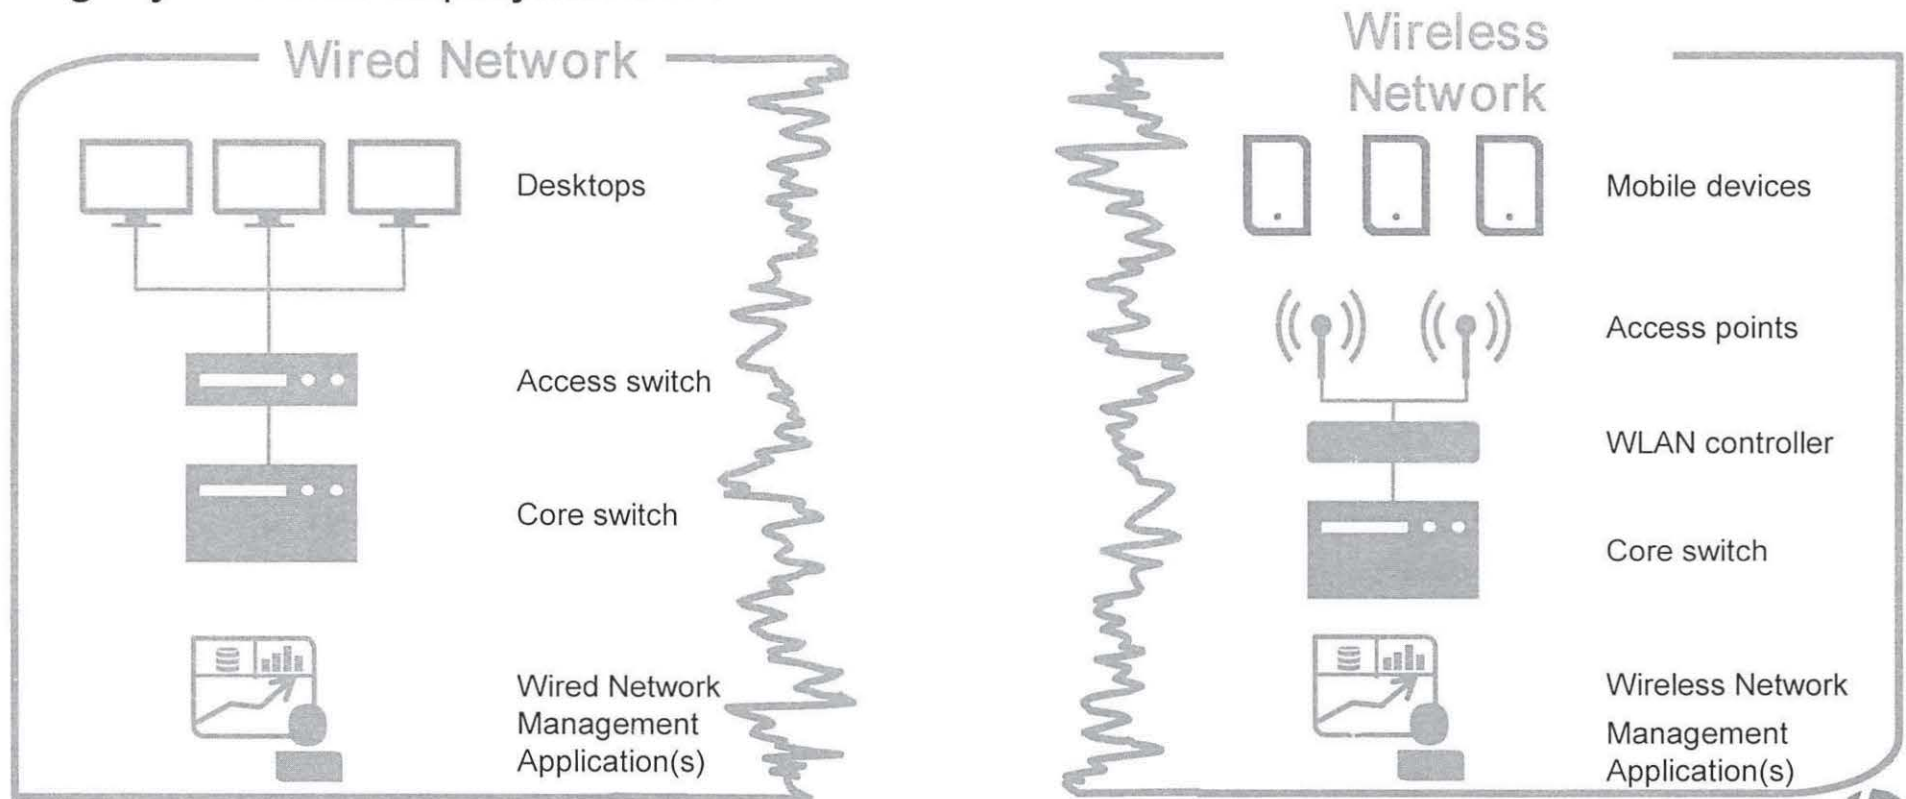 Wired Network
Desktops
Access switch
Core switch
Wired Network
Management
Application(s)
Wireless
Network
Mobile devices
Access points
WLAN controller
Core switch
Wireless Network
Management
Application(s)